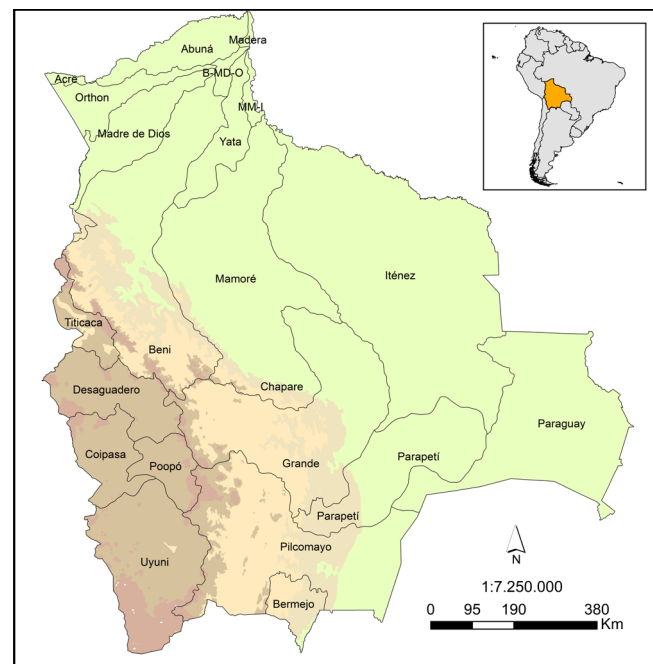 Madera
Abuná
Acre
B-MD-O
Orthon
MM-I
Madre de Dios
Yata
Mamoré
Iténez
Titicaca
Beni
Desaguadero
Chapare
Paraguay
Coipasa
Poopó
Grande
Parapetí
Parapetí
Pilcomayo
Uyuni
Bermejo
N
1:7.250.000
0 95 190 380
Km